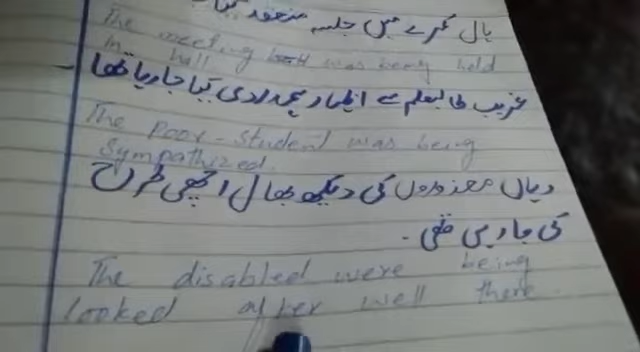 ہال کمرے میں جلسہ منعقد کیا
The meeting was being held
In hall
غریب طالبعلم سے اظہار ہمدردی کیا جا رہا تھا -
The poor-student was being
sympathized.
وہاں معذوروں کی دیکھ بھال اچھی طرح
کی جا رہی تھی -
The disabled were being
looked after well there